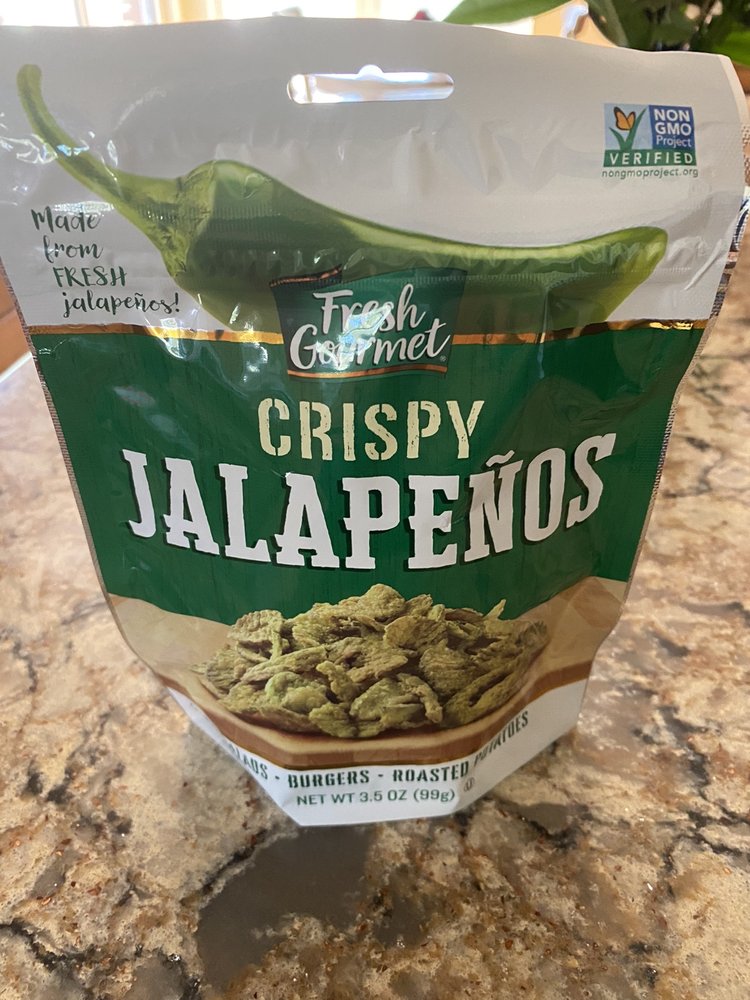 NON
GMO
Project
VERIFIED
nongmoproject.org
Made
from
FRESH
jalapeños!
Fresh
Gourmet®
CRISPY
JALAPEÑOS
· BURGERS · ROASTED POTATOES
NET WT 3.5 OZ (99g)